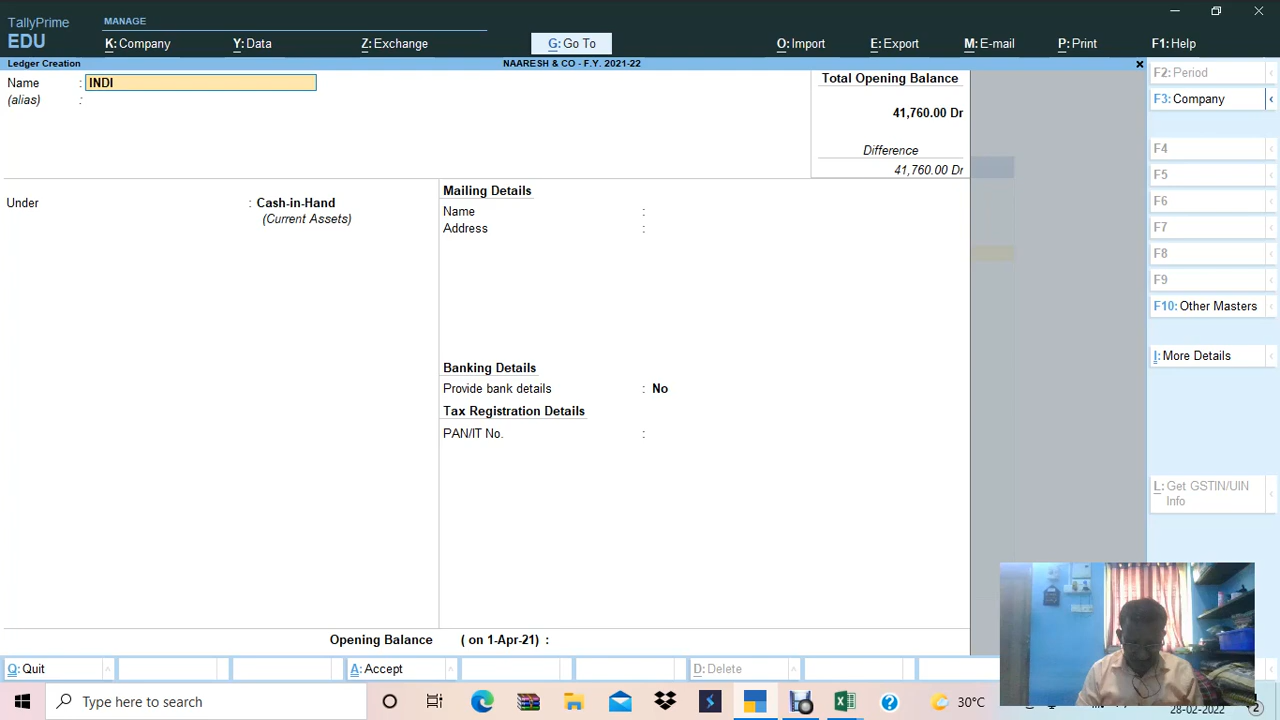 TallyPrime
EDU
MANAGE
K: Company
Y: Data
Z: Exchange
G: Go To
O: Import
E: Export
M: E-mail
P: Print
F1: Help
Ledger Creation
NAARESH & CO - F.Y. 2021-22
Name : INDI
(alias) :
Total Opening Balance
41,760.00 Dr
Difference
41,760.00 Dr
Under : Cash-in-Hand
(Current Assets)
Mailing Details
Name :
Address :
Banking Details
Provide bank details : No
Tax Registration Details
PAN/IT No. :
Opening Balance ( on 1-Apr-21) :
F2: Period
F3: Company
F4
F5
F6
F7
F8
F9
F10: Other Masters
I: More Details
L: Get GSTIN/UIN
Info
Q: Quit
A: Accept
D: Delete
Type here to search
30°C
28-02-2022
2